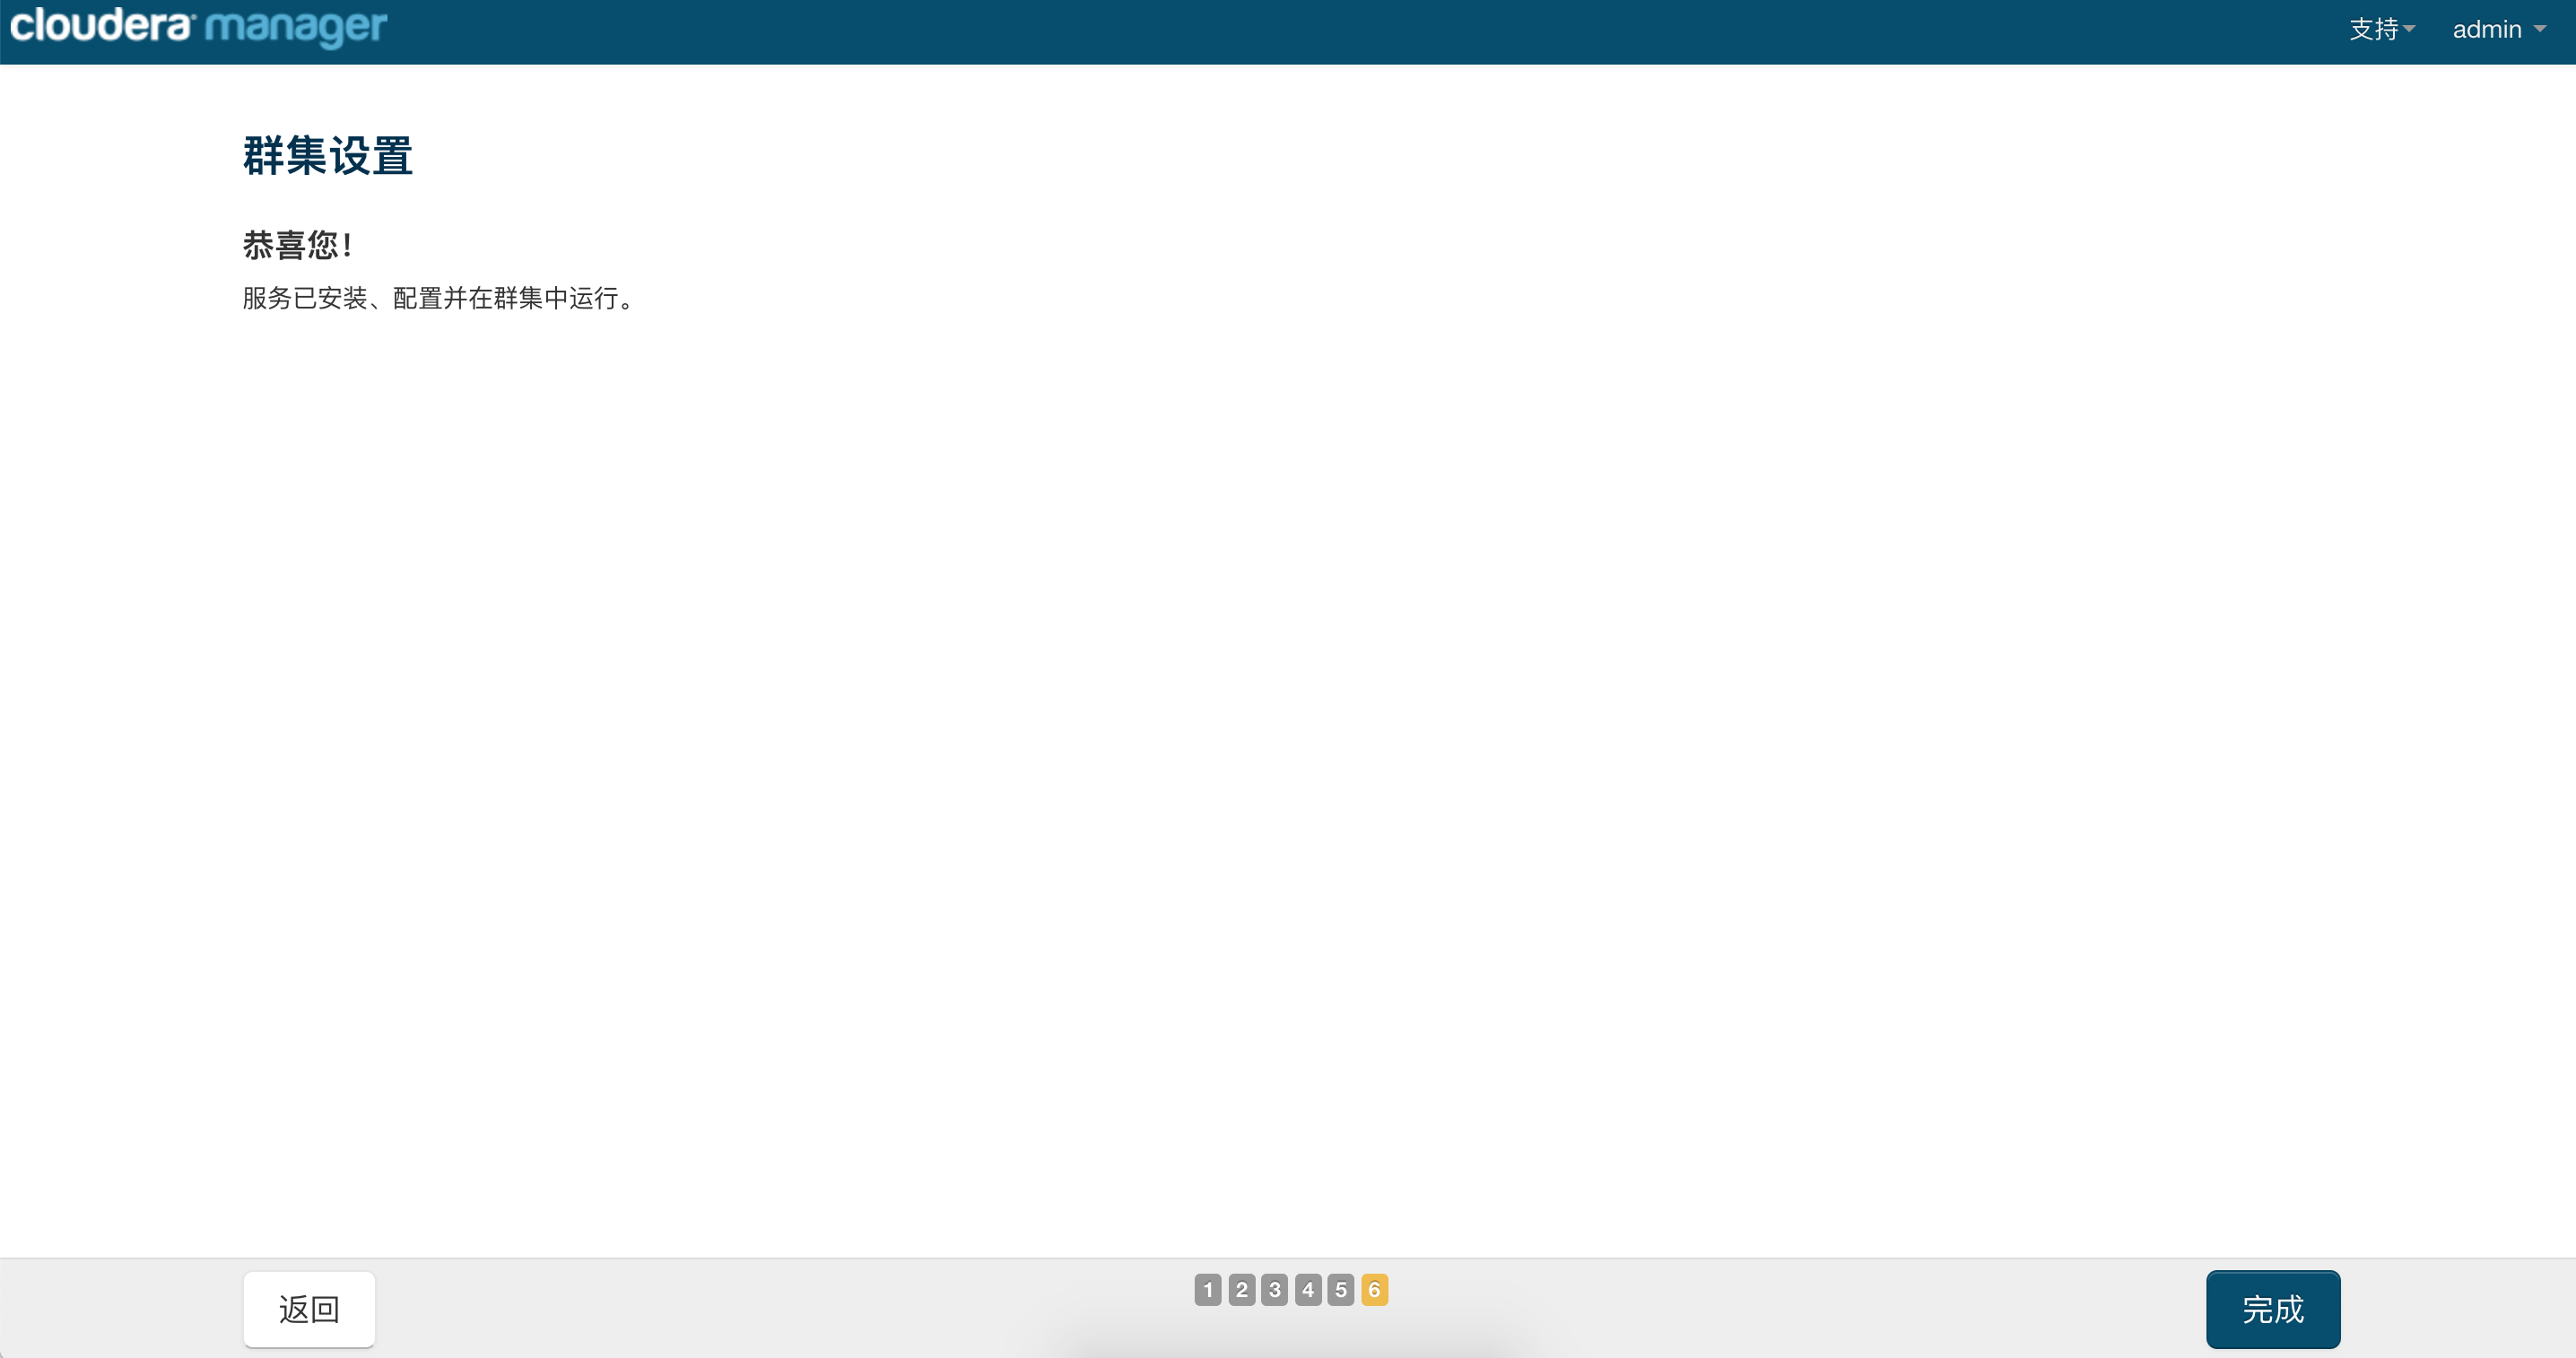 cloudera manager
支持
admin
群集设置
恭喜您！
服务已安装、配置并在群集中运行。
返回
1 2 3 4 5 6
完成